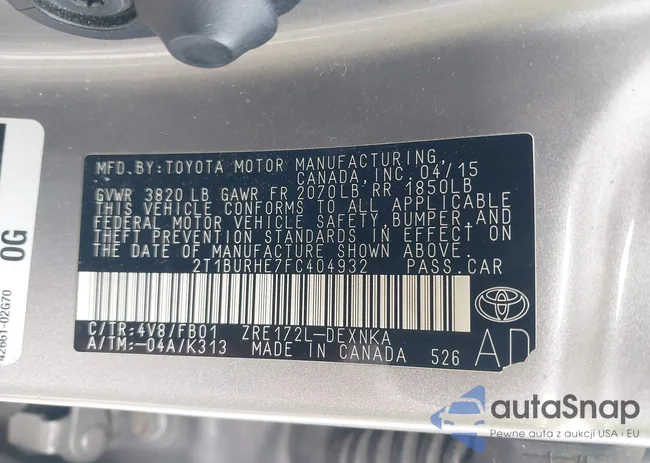 MFD. BY: TOYOTA MOTOR MANUFACTURING,
CANADA, INC. 04/15
GVWR 3820 LB GAWR FR 2070LB, RR 1850LB
THIS VEHICLE CONFORMS TO ALL APPLICABLE
FEDERAL MOTOR VEHICLE SAFETY, BUMPER AND
THEFT PREVENTION STANDARDS IN EFFECT ON
THE DATE OF MANUFACTURE SHOWN ABOVE.
2T1BURHE7FC404932 PASS. CAR
C/TR: 4V8/FB01 ZRE172L-DEXNKA
A/TM: -04A/K313 MADE IN CANADA 526
AD
0G
42661-02G70
autoSnap
Pewne auta z aukcji USA i EU